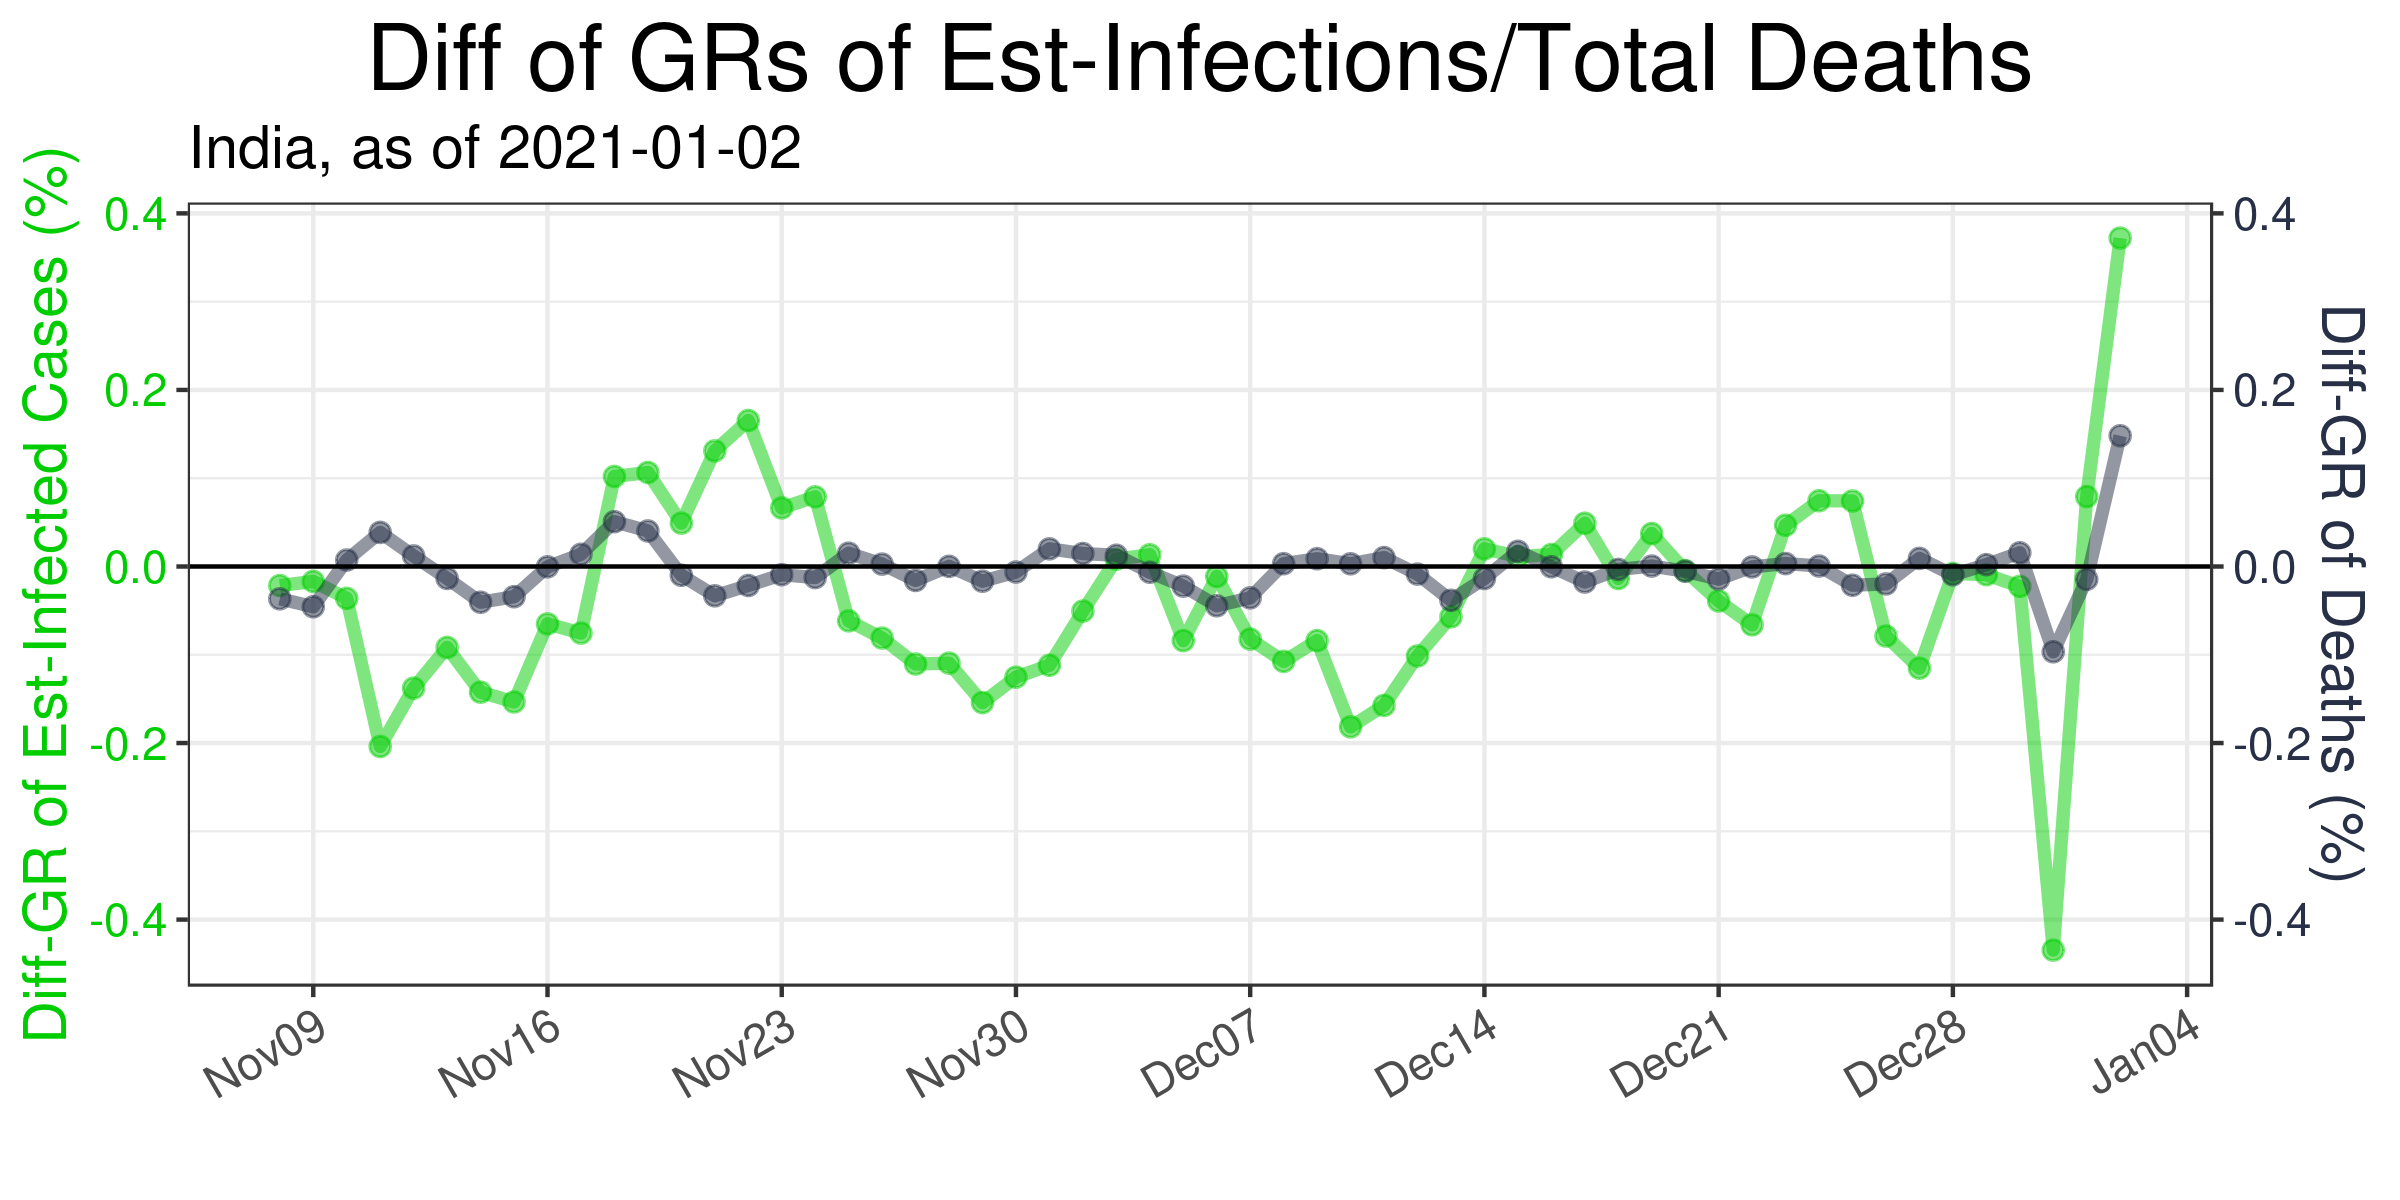 Diff of GRs of Est-Infections/Total Deaths
India, as of 2021-01-02
Diff-GR of Est-Infected Cases (%)
0.4
0.2
0.0
-0.2
-0.4
0.4
0.2
0.0
-0.2
-0.4
Diff-GR of Deaths (%)
Nov09
Nov16
Nov23
Nov30
Dec07
Dec14
Dec21
Dec28
Jan04